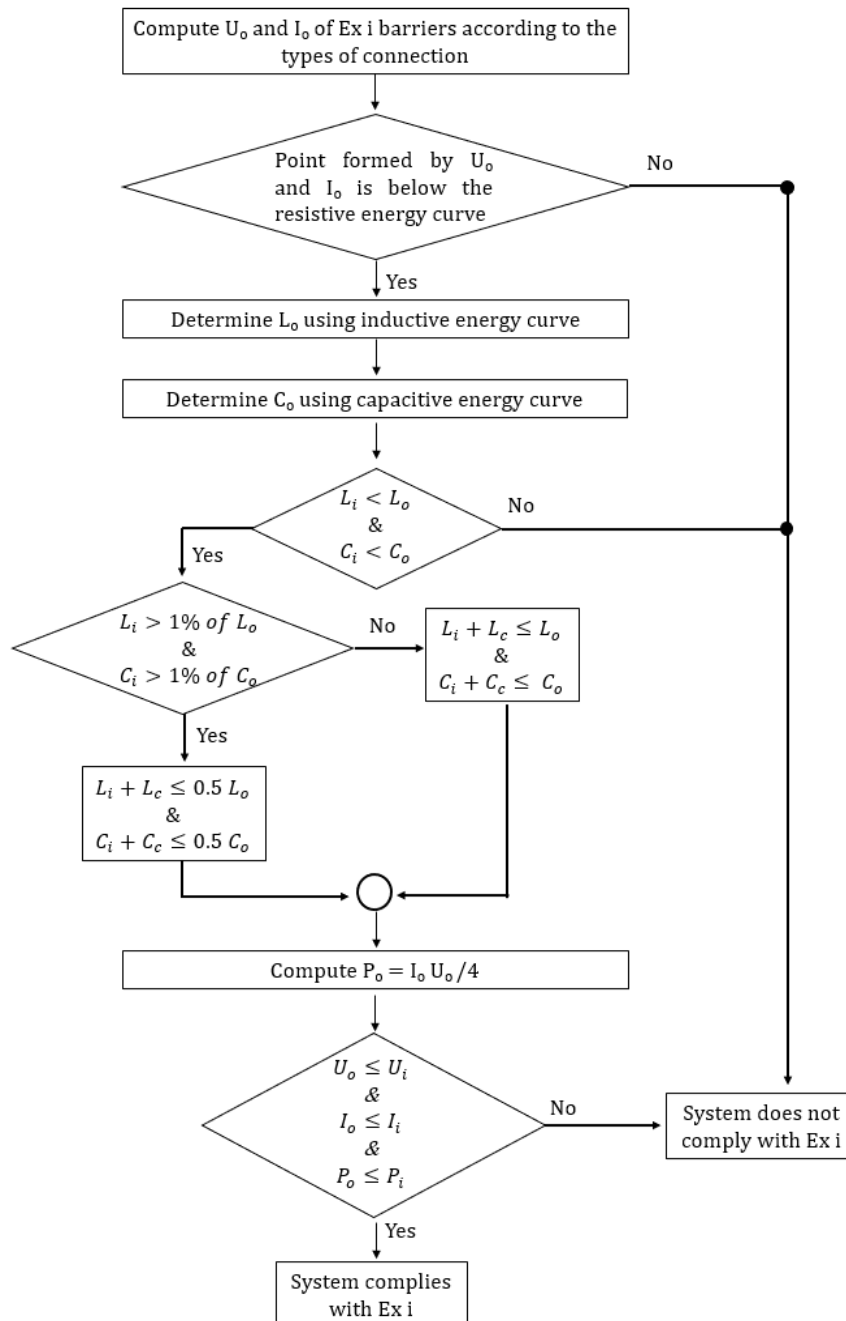 Compute Uₒ and Iₒ of Ex i barriers according to the
types of connection
Point formed by Uₒ
and Iₒ is below the
resistive energy curve
No
Yes
Determine Lₒ using inductive energy curve
Determine Cₒ using capacitive energy curve
Lᵢ < Lₒ
&
Cᵢ < Cₒ
No
Yes
Lᵢ > 1% of Lₒ
&
Cᵢ > 1% of Cₒ
No
Lᵢ + L_c ≤ Lₒ
&
Cᵢ + C_c ≤ Cₒ
Yes
Lᵢ + L_c ≤ 0.5 Lₒ
&
Cᵢ + C_c ≤ 0.5 Cₒ
Compute Pₒ = Iₒ Uₒ /4
Uₒ ≤ Uᵢ
&
Iₒ ≤ Iᵢ
&
Pₒ ≤ Pᵢ
No
System does not
comply with Ex i
Yes
System complies
with Ex i